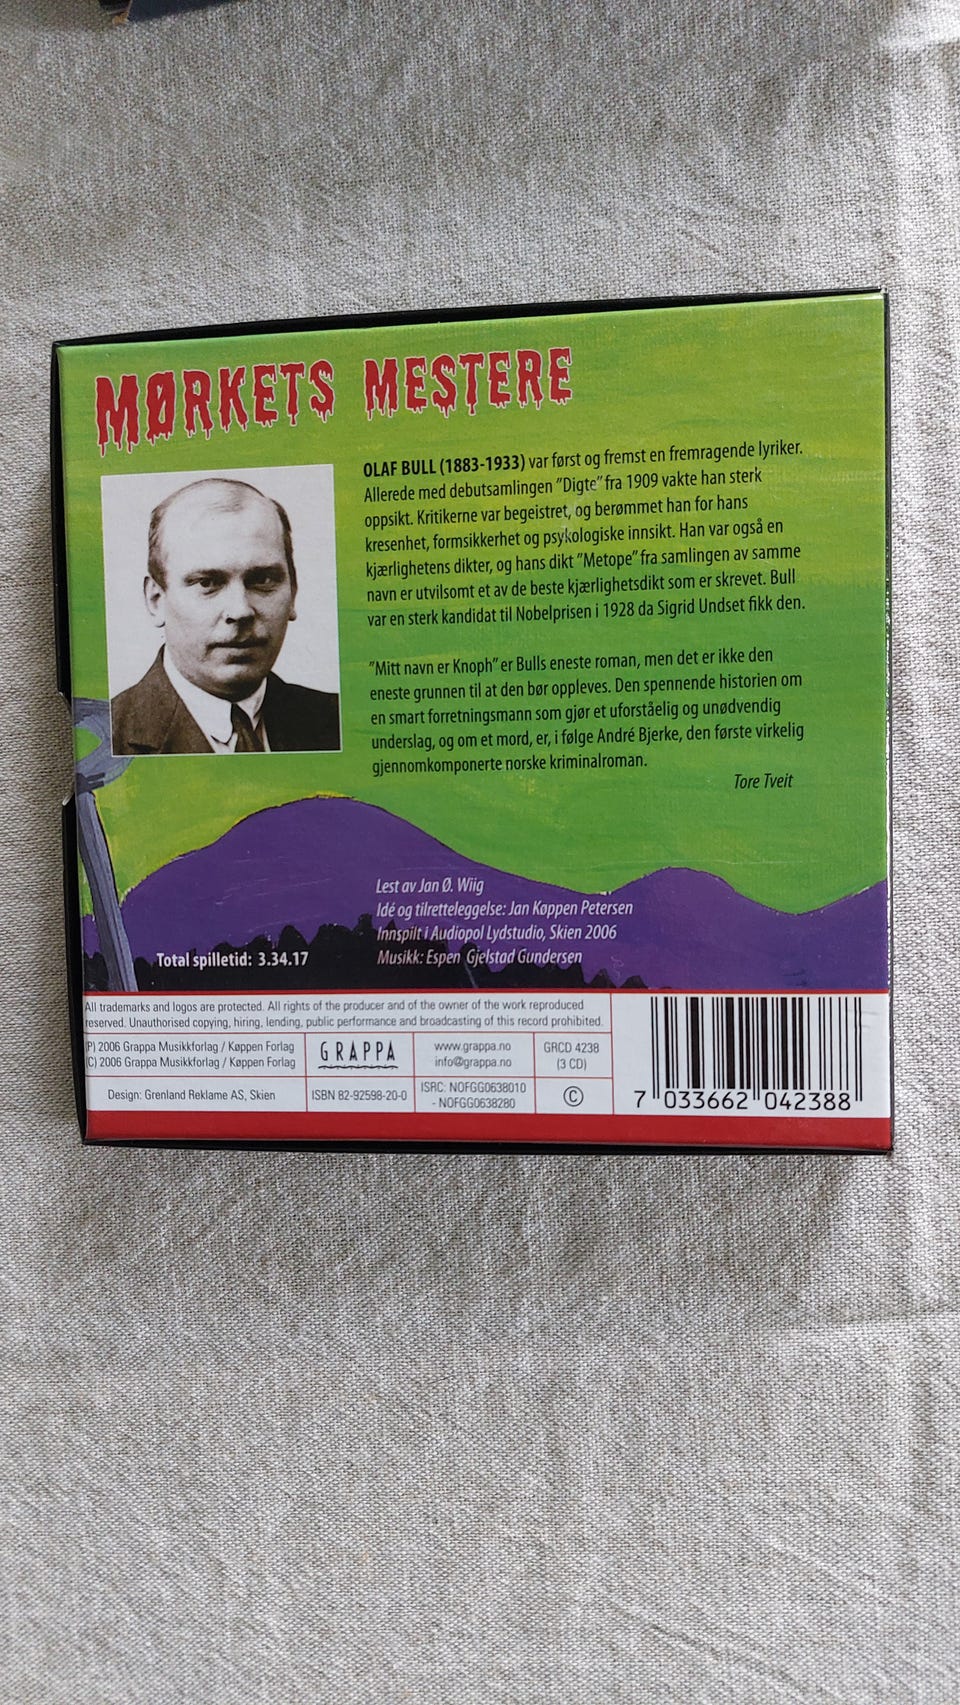 MØRKETS MESTERE
OLAF BULL (1883-1933) var først og fremst en fremragende lyriker.
Allerede med debutsamlingen "Digte" fra 1909 vakte han sterk
oppsikt. Kritikerne var begeistret, og berømmet han for hans
kresenhet, formsikkerhet og psykologiske innsikt. Han var også en
kjærlighetens dikter, og hans dikt "Metope" fra samlingen av samme
navn er utvilsomt et av de beste kjærlighetsdikt som er skrevet. Bull
var en sterk kandidat til Nobelprisen i 1928 da Sigrid Undset fikk den.
"Mitt navn er Knoph" er Bulls eneste roman, men det er ikke den
eneste grunnen til at den bør oppleves. Den spennende historien om
en smart forretningsmann som gjør et uforståelig og unødvendig
underslag, og om et mord, er, i følge André Bjerke, den første virkelig
gjennomkomponerte norske kriminalroman.
Tore Tveit
Lest av Jan Ø. Wiig
Idé og tilretteleggelse: Jan Køppen Petersen
Innspilt i Audiopol Lydstudio, Skien 2006
Musikk: Espen Gjelstad Gundersen
Total spilletid: 3.34.17
All trademarks and logos are protected. All rights of the producer and of the owner of the work reproduced
reserved. Unauthorised copying, hiring, lending, public performance and broadcasting of this record prohibited.
(P) 2006 Grappa Musikkforlag / Køppen Forlag
(C) 2006 Grappa Musikkforlag / Køppen Forlag
GRAPPA
www.grappa.no
info@grappa.no
GRCD 4238
(3 CD)
Design: Grenland Reklame AS, Skien
ISBN 82-92598-20-0
ISRC: NOFGG0638010
- NOFGG0638280
©
7 033662 042388